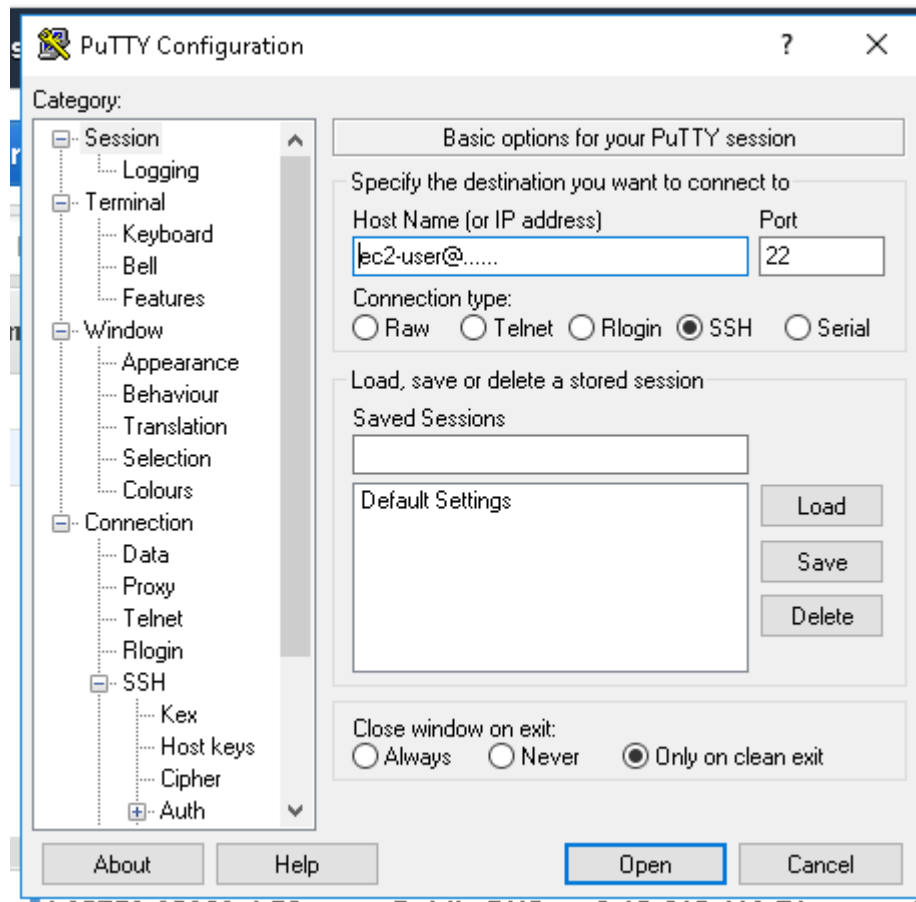 PuTTY Configuration
?
Category:
Session
Logging
Terminal
Keyboard
Bell
Features
Window
Appearance
Behaviour
Translation
Selection
Colours
Connection
Data
Proxy
Telnet
Rlogin
SSH
Kex
Host keys
Cipher
Auth
Basic options for your PuTTY session
Specify the destination you want to connect to
Host Name (or IP address) Port
ec2-user@...... 22
Connection type:
Raw Telnet Rlogin SSH Serial
Load, save or delete a stored session
Saved Sessions
Default Settings
Load
Save
Delete
Close window on exit:
Always Never Only on clean exit
About Help Open Cancel